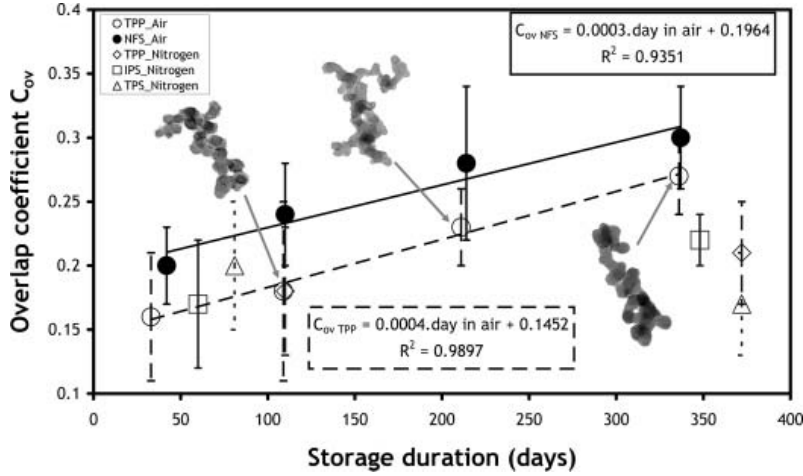 TPP_Air
NFS_Air
TPP_Nitrogen
IPS_Nitrogen
TPS_Nitrogen
C_ov NFS = 0.0003.day in air + 0.1964
R² = 0.9351
C_ov TPP = 0.0004.day in air + 0.1452
R² = 0.9897
Overlap coefficient C_ov
0.4
0.35
0.3
0.25
0.2
0.15
0.1
0 50 100 150 200 250 300 350 400
Storage duration (days)